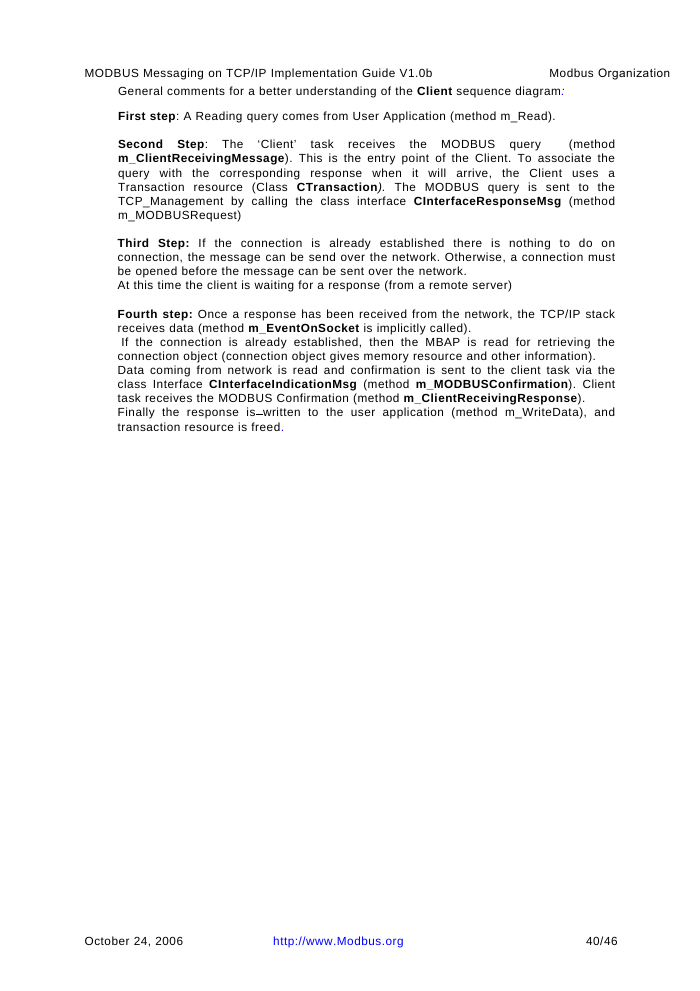 MODBUS Messaging on TCP/IP Implementation Guide V1.0b Modbus Organization
General comments for a better understanding of the Client sequence diagram:
First step: A Reading query comes from User Application (method m_Read).
Second Step: The ‘Client’ task receives the MODBUS query (method
m_ClientReceivingMessage). This is the entry point of the Client. To associate the
query with the corresponding response when it will arrive, the Client uses a
Transaction resource (Class CTransaction). The MODBUS query is sent to the
TCP_Management by calling the class interface CInterfaceResponseMsg (method
m_MODBUSRequest)
Third Step: If the connection is already established there is nothing to do on
connection, the message can be send over the network. Otherwise, a connection must
be opened before the message can be sent over the network.
At this time the client is waiting for a response (from a remote server)
Fourth step: Once a response has been received from the network, the TCP/IP stack
receives data (method m_EventOnSocket is implicitly called).
If the connection is already established, then the MBAP is read for retrieving the
connection object (connection object gives memory resource and other information).
Data coming from network is read and confirmation is sent to the client task via the
class Interface CInterfaceIndicationMsg (method m_MODBUSConfirmation). Client
task receives the MODBUS Confirmation (method m_ClientReceivingResponse).
Finally the response is written to the user application (method m_WriteData), and
transaction resource is freed.
October 24, 2006 http://www.Modbus.org 40/46